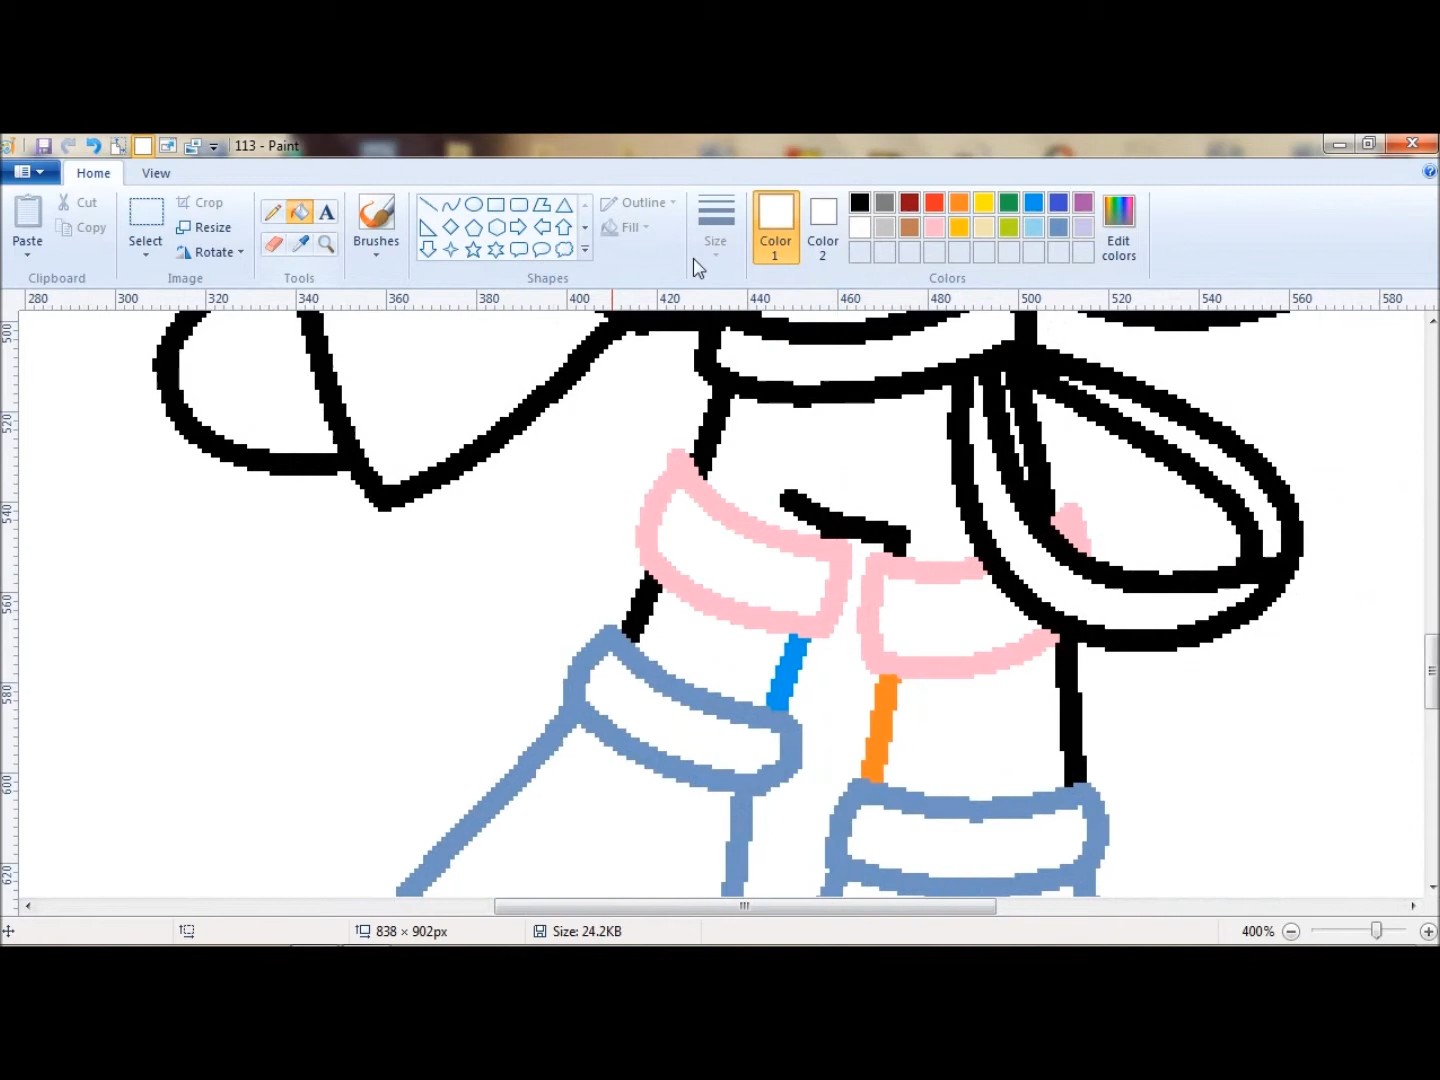 113 - Paint
Home View
Paste Cut Copy
Clipboard
Select Crop Resize Rotate
Image
A
Tools
Brushes
Shapes
Outline Fill
Size
Color 1
Color 2
Edit colors
Colors
280 300 320 340 360 380 400 420 440 460 480 500 520 540 560 580
500
520
540
560
580
600
620
838 × 902px
Size: 24.2KB
400%